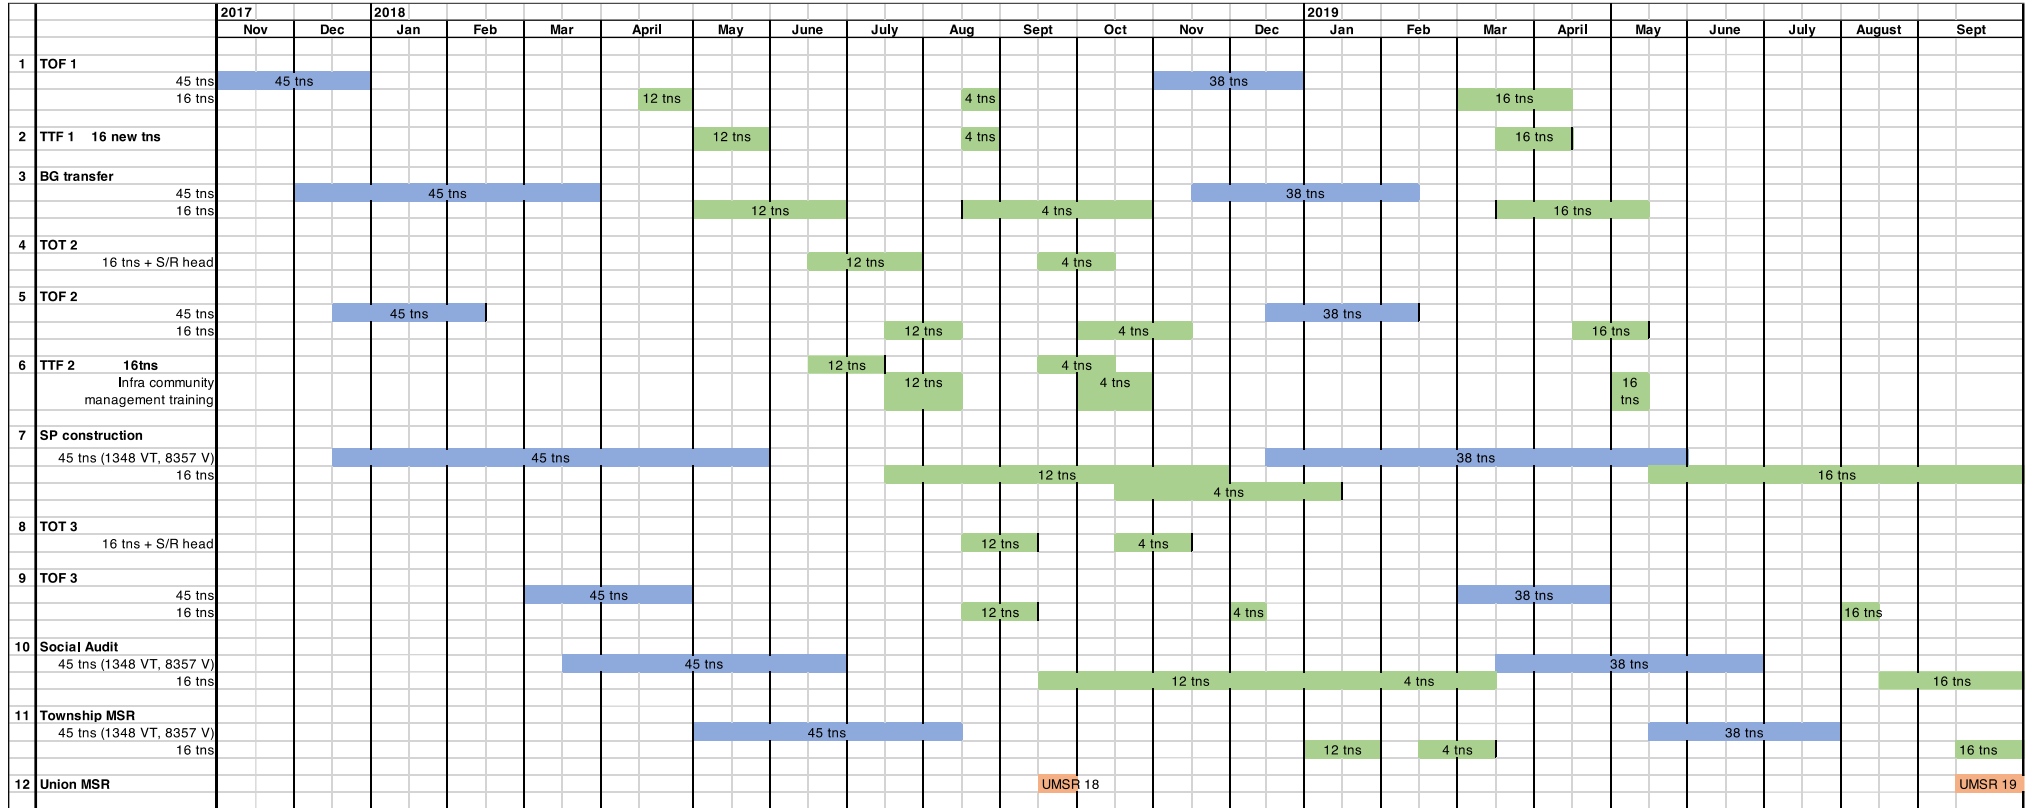 2017 2018 2019
Nov Dec Jan Feb Mar April May June July Aug Sept Oct Nov Dec Jan Feb Mar April May June July August Sept
1 TOF 1
45 tns 45 tns 38 tns
16 tns 12 tns 4 tns 16 tns
2 TTF 1 16 new tns 12 tns 4 tns 16 tns
3 BG transfer
45 tns 45 tns 38 tns
16 tns 12 tns 4 tns 16 tns
4 TOT 2
16 tns + S/R head 12 tns 4 tns
5 TOF 2
45 tns 45 tns 38 tns
16 tns 12 tns 4 tns 16 tns
6 TTF 2 16tns 12 tns 4 tns
Infra community 12 tns 4 tns 16
management training tns
7 SP construction
45 tns (1348 VT, 8357 V) 45 tns 38 tns
16 tns 12 tns 16 tns
4 tns
8 TOT 3
16 tns + S/R head 12 tns 4 tns
9 TOF 3
45 tns 45 tns 38 tns
16 tns 12 tns 4 tns 16 tns
10 Social Audit
45 tns (1348 VT, 8357 V) 45 tns 38 tns
16 tns 12 tns 4 tns 16 tns
11 Township MSR
45 tns (1348 VT, 8357 V) 45 tns 38 tns
16 tns 12 tns 4 tns 16 tns
12 Union MSR UMSR 18 UMSR 19